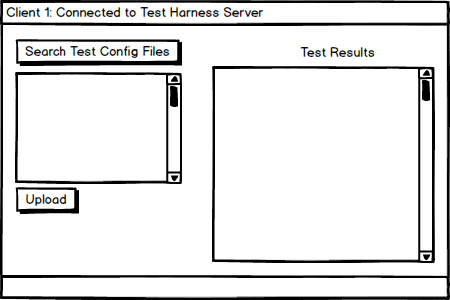 Client 1: Connected to Test Harness Server
Search Test Config Files
Test Results
Upload